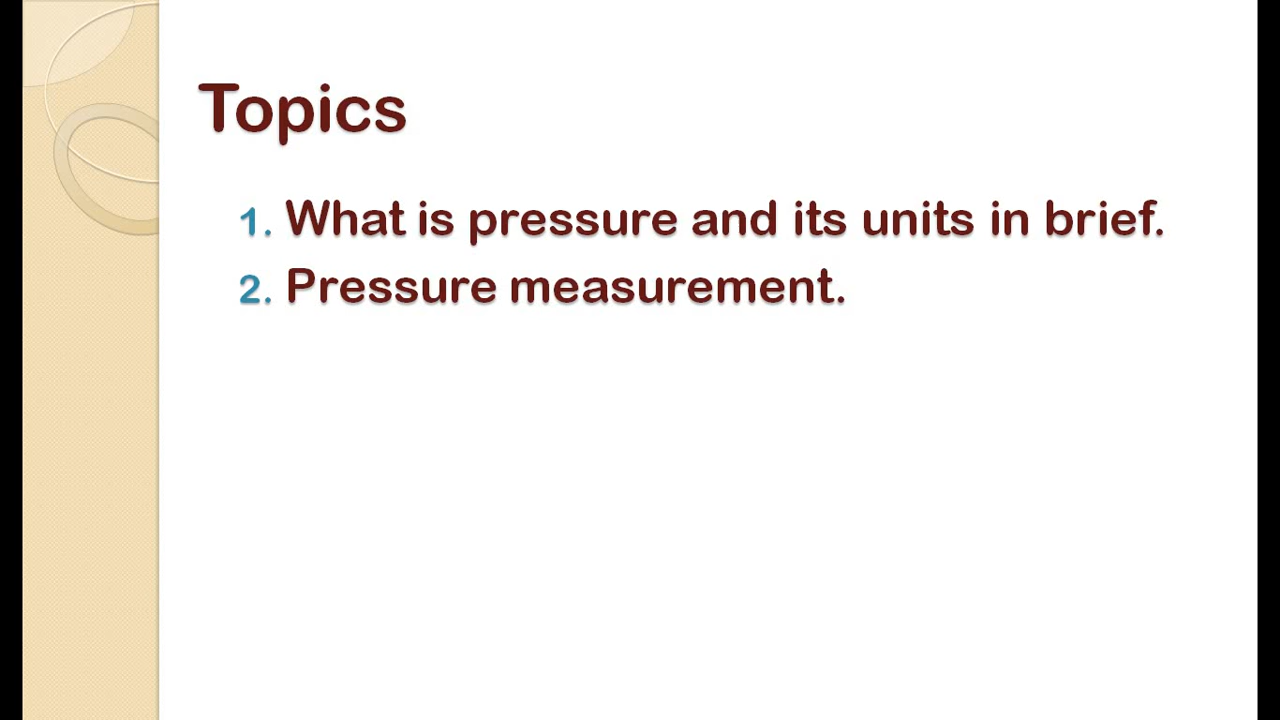 Topics
1. What is pressure and its units in brief.
2. Pressure measurement.